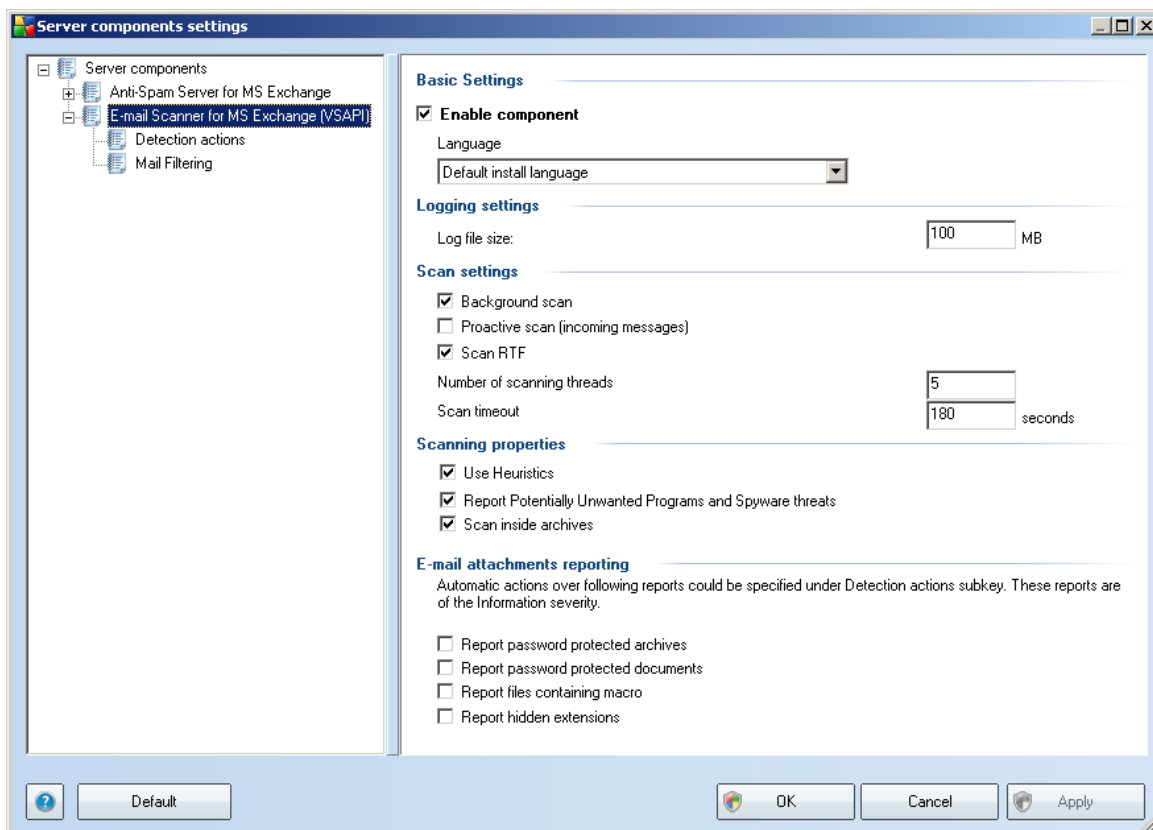 Server components settings
Server components
Anti-Spam Server for MS Exchange
E-mail Scanner for MS Exchange (VSAPI)
Detection actions
Mail Filtering
Basic Settings
Enable component
Language
Default install language
Logging settings
Log file size:
100
MB
Scan settings
Background scan
Proactive scan (incoming messages)
Scan RTF
Number of scanning threads
5
Scan timeout
180
seconds
Scanning properties
Use Heuristics
Report Potentially Unwanted Programs and Spyware threats
Scan inside archives
E-mail attachments reporting
Automatic actions over following reports could be specified under Detection actions subkey. These reports are
of the Information severity.
Report password protected archives
Report password protected documents
Report files containing macro
Report hidden extensions
Default
OK
Cancel
Apply